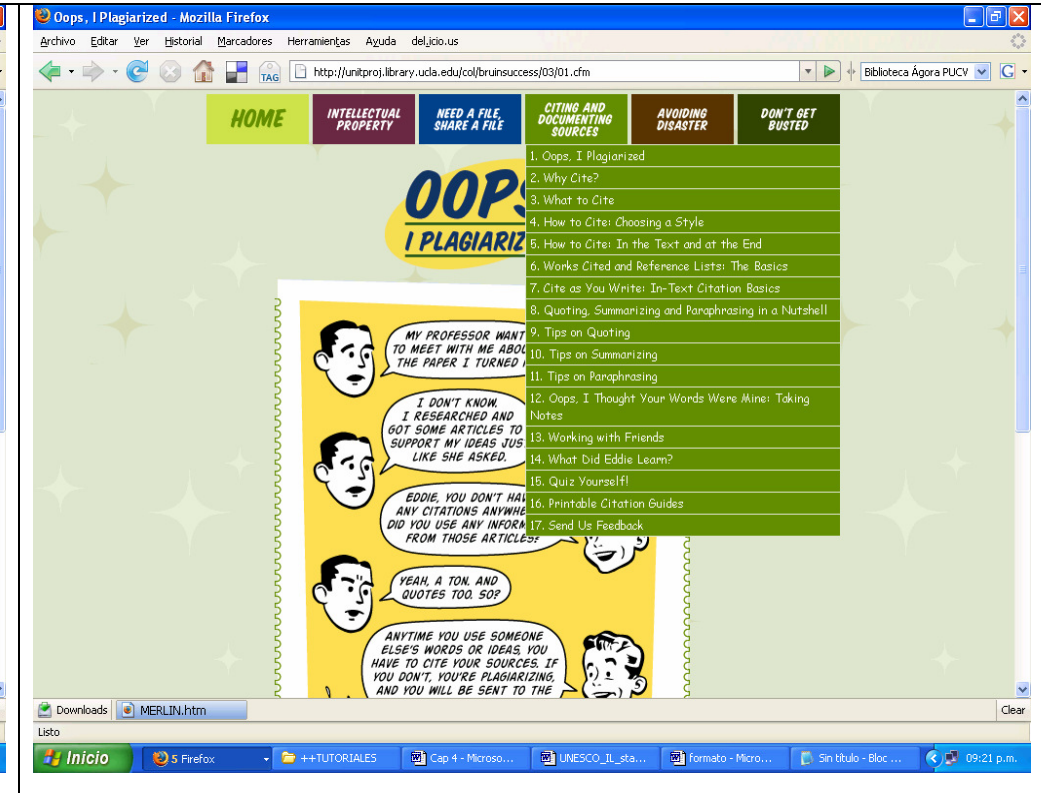 Oops, I Plagiarized - Mozilla Firefox
Archivo Editar Ver Historial Marcadores Herramientas Ayuda del.icio.us
TAG http://unitproj.library.ucla.edu/col/bruinsuccess/03/01.cfm Biblioteca Ágora PUCV G
HOME
INTELLECTUAL
PROPERTY
NEED A FILE,
SHARE A FILE
CITING AND
DOCUMENTING
SOURCES
AVOIDING
DISASTER
DON'T GET
BUSTED
1. Oops, I Plagiarized
2. Why Cite?
3. What to Cite
4. How to Cite: Choosing a Style
5. How to Cite: In the Text and at the End
6. Works Cited and Reference Lists: The Basics
7. Cite as You Write: In-Text Citation Basics
8. Quoting, Summarizing and Paraphrasing in a Nutshell
9. Tips on Quoting
10. Tips on Summarizing
11. Tips on Paraphrasing
12. Oops, I Thought Your Words Were Mine: Taking
Notes
13. Working with Friends
14. What Did Eddie Learn?
15. Quiz Yourself!
16. Printable Citation Guides
17. Send Us Feedback
OOPS
I PLAGIARIZ
MY PROFESSOR WANT
TO MEET WITH ME ABOU
THE PAPER I TURNED
I DON'T KNOW.
I RESEARCHED AND
GOT SOME ARTICLES TO
SUPPORT MY IDEAS JUS
LIKE SHE ASKED.
EDDIE, YOU DON'T HAV
ANY CITATIONS ANYWHE
DID YOU USE ANY INFORM
FROM THOSE ARTICLES?
YEAH, A TON. AND
QUOTES TOO. SO?
ANYTIME YOU USE SOMEONE
ELSE'S WORDS OR IDEAS, YOU
HAVE TO CITE YOUR SOURCES. IF
YOU DON'T, YOU'RE PLAGIARIZING,
AND YOU WILL BE SENT TO THE
Downloads MERLIN.htm Clear
Listo
Inicio 5 Firefox ++TUTORIALES Cap 4 - Microso... UNESCO_IL_sta... formato - Micro... Sin título - Bloc ... 09:21 p.m.